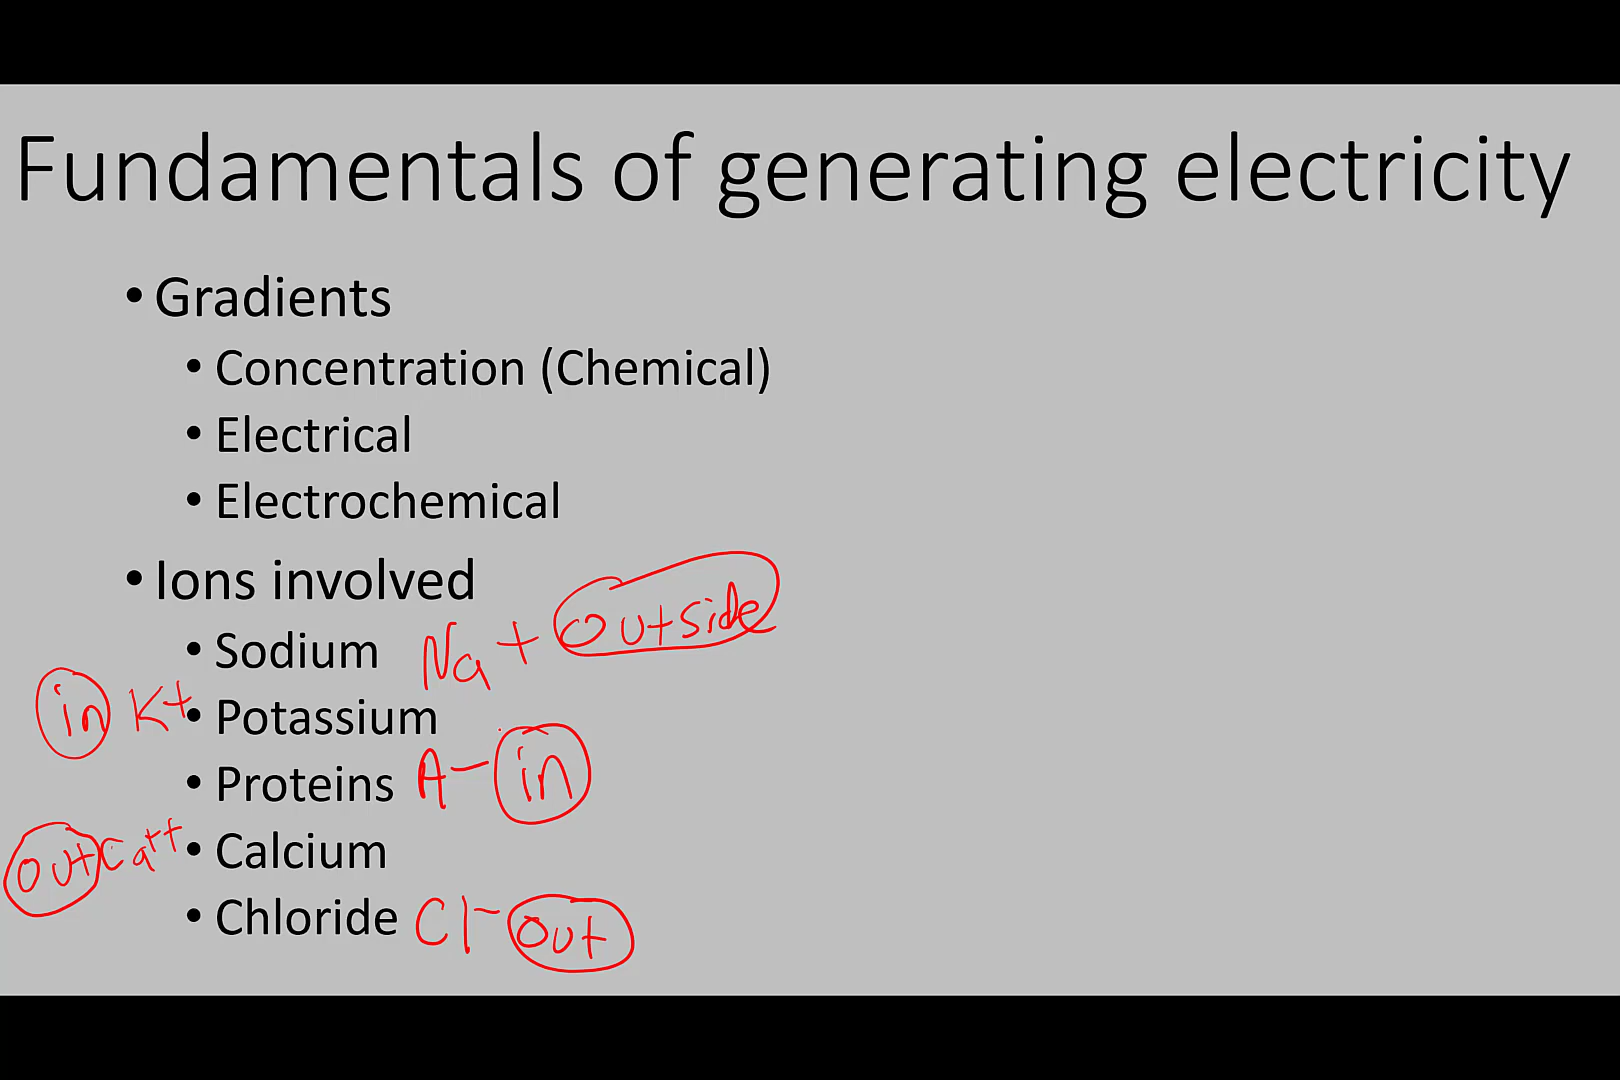 Fundamentals of generating electricity
• Gradients
• Concentration (Chemical)
• Electrical
• Electrochemical
• Ions involved
• Sodium Na+ Outside
in K+ • Potassium
• Proteins A- in
out Ca++ • Calcium
• Chloride Cl- Out